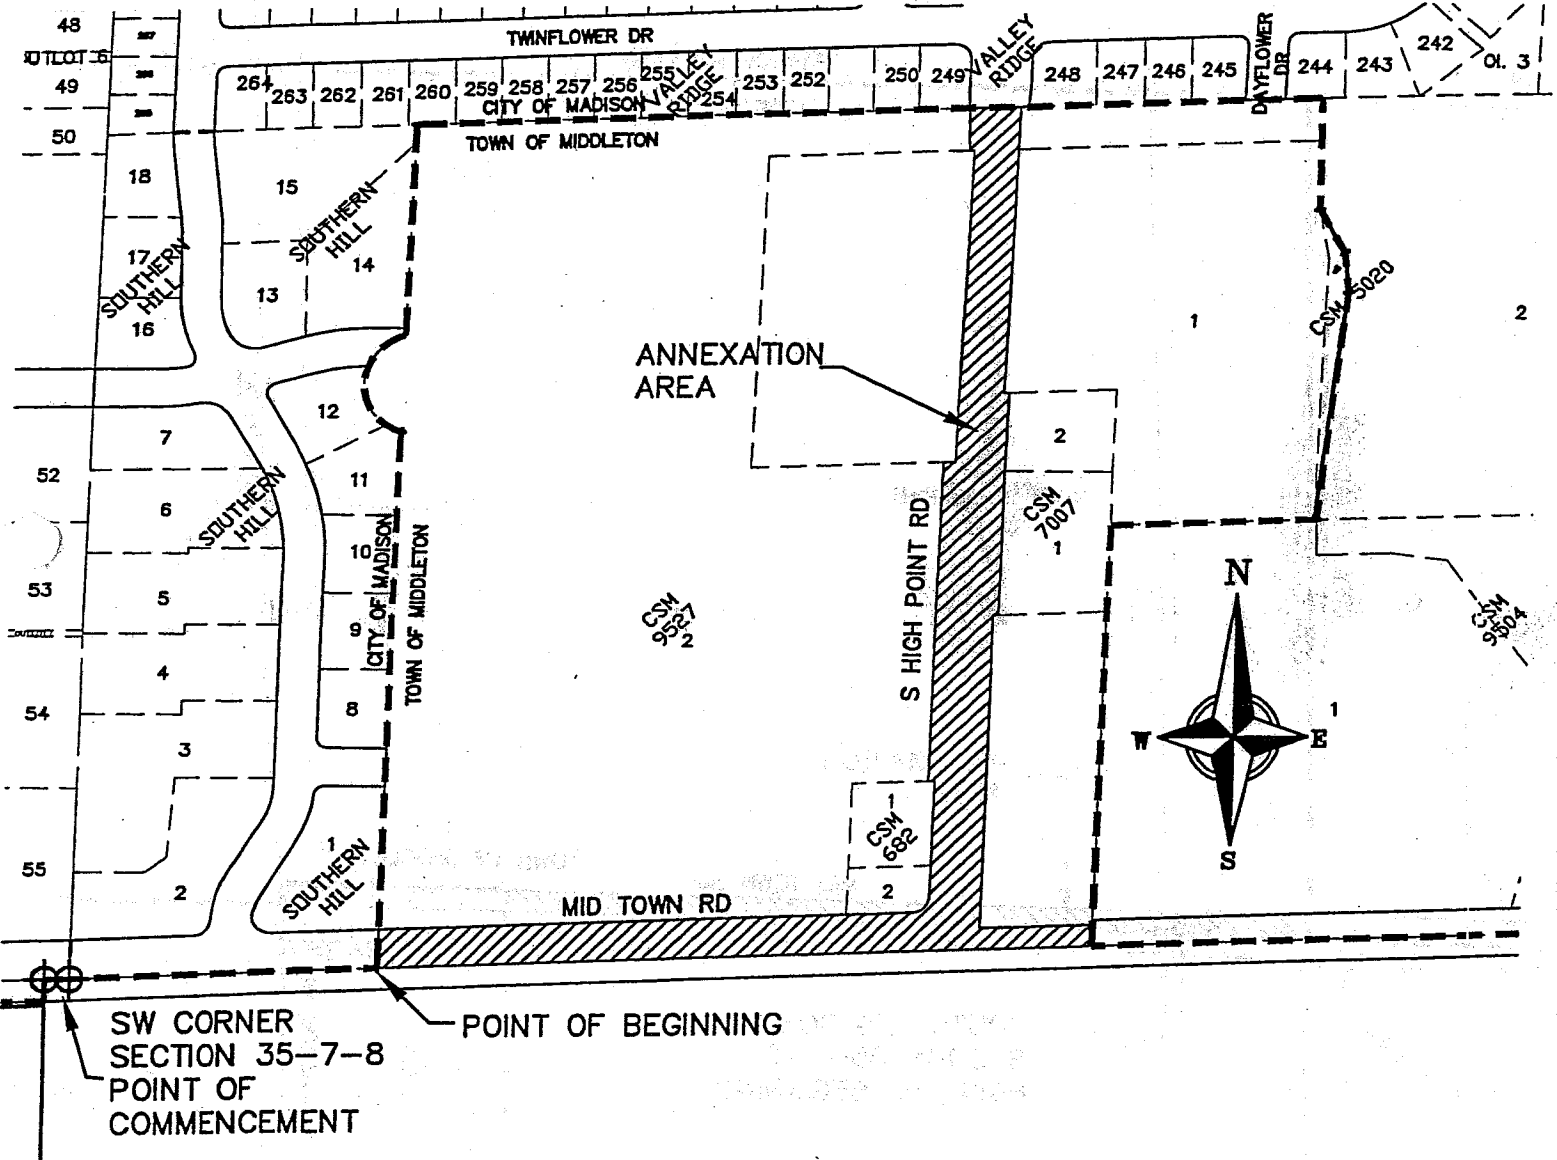 48
49
50
TWINFLOWER DR
264
263
262
261
260
259
258
257
256
255
254
253
252
250
249
248
247
246
245
244
243
242
OL. 3
VALLEY
RIDGE
VALLEY
RIDGE
DAYFLOWER
DR
CITY OF MADISON
TOWN OF MIDDLETON
18
17
16
SOUTHERN
HILL
15
14
13
SOUTHERN
HILL
12
11
10
9
8
7
6
5
4
3
2
SOUTHERN
HILL
1
SOUTHERN
HILL
52
53
54
55
CITY OF MADISON
TOWN OF MIDDLETON
ANNEXATION
AREA
1
CSM 5020
2
2
CSM
7007
1
S HIGH POINT RD
CSM
9527
2
N
W
E
S
CSM
9504
1
1
CSM
682
2
MID TOWN RD
POINT OF BEGINNING
SW CORNER
SECTION 35-7-8
POINT OF
COMMENCEMENT